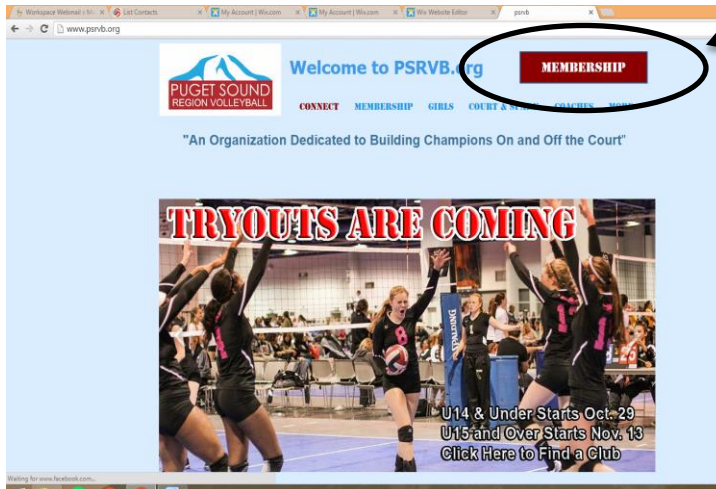 Workspace Webmail :: M
List Contacts
My Account | Wix.com
My Account | Wix.com
Wix Website Editor
psrvb
www.psrvb.org
PUGET SOUND
REGION VOLLEYBALL
Welcome to PSRVB.org
MEMBERSHIP
CONNECT MEMBERSHIP GIRLS COURT & COACHES MORE
"An Organization Dedicated to Building Champions On and Off the Court"
TRYOUTS ARE COMING
8
U14 & Under Starts Oct. 29
U15 and Over Starts Nov. 13
Click Here to Find a Club
Waiting for www.facebook.com...